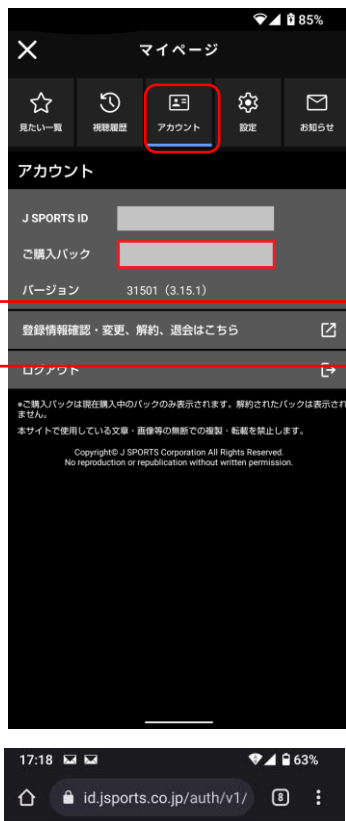 85%
マイページ
見たい一覧 視聴履歴 アカウント 設定 お知らせ
アカウント
J SPORTS ID
ご購入パック
バージョン 31501（3.15.1）
登録情報確認・変更、解約、退会はこちら
ログアウト
*ご購入パックは現在購入中のパックのみ表示されます。解約されたパックは表示され
ません。
本サイトで使用している文章・画像等の無断での複製・転載を禁止します。
Copyright© J SPORTS Corporation All Rights Reserved.
No reproduction or republication without written permission.
17:18 63%
id.jsports.co.jp/auth/v1/ 8